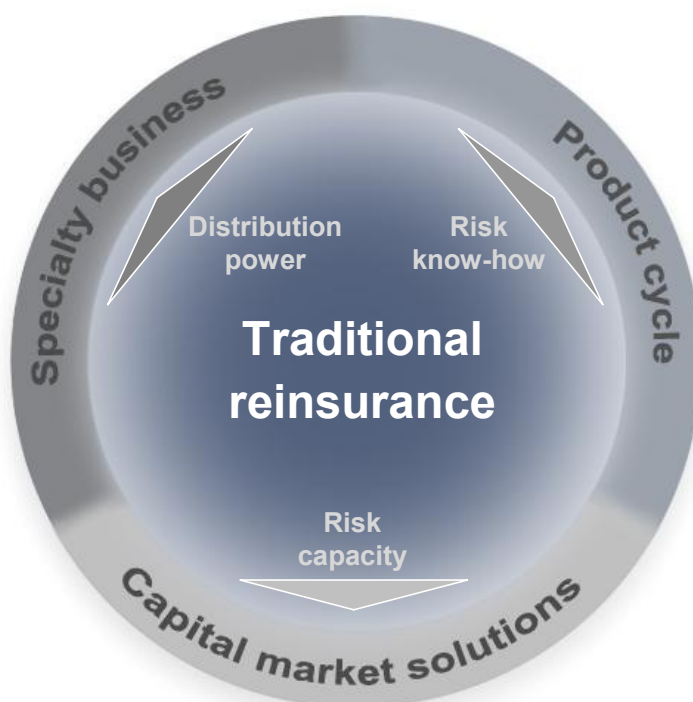 Specialty business
Product cycle
Distribution
power
Risk
know-how
Traditional
reinsurance
Risk
capacity
Capital market solutions